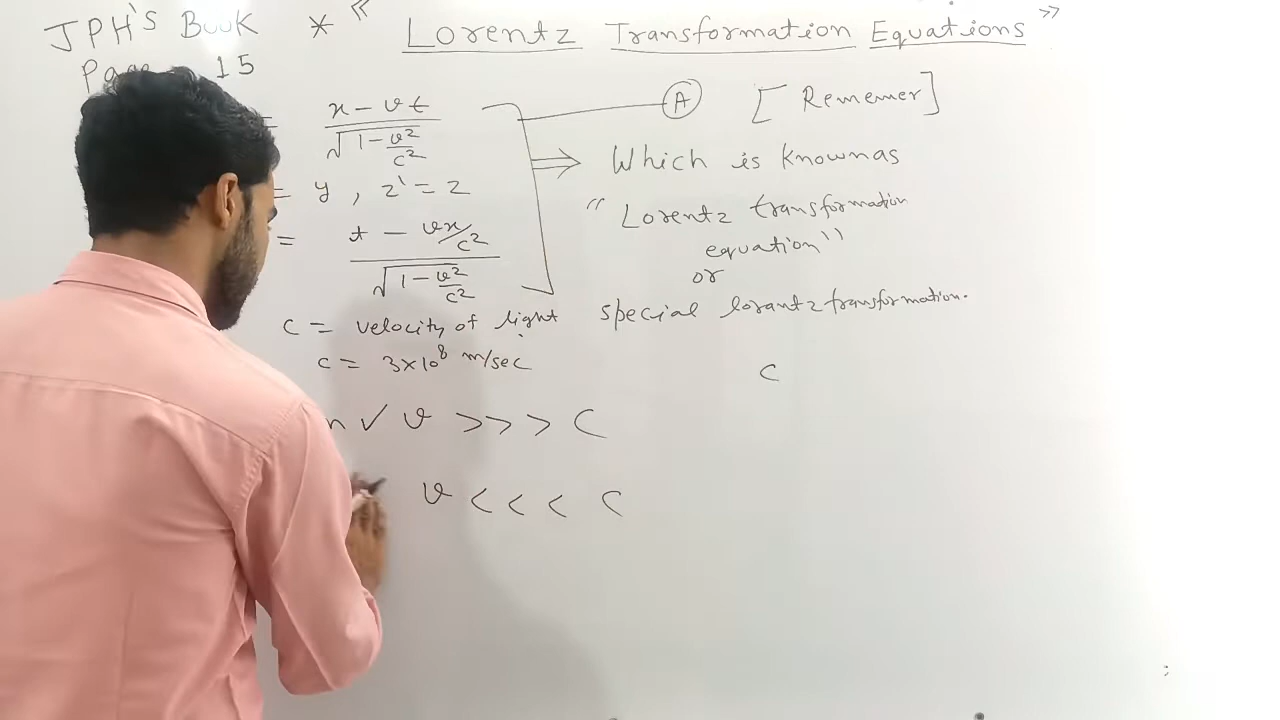 JPH'S Book * " Lorentz Transformation Equations "
Page 15
= x - vt / √(1 - v²/c²)
A [ Rememer ]
⇒ Which is knownas
= y , z' = z
" Lorentz transformation equation "
= t - vx/c² / √(1 - v²/c²)
or
special lorantz transformation.
c = velocity of light
c = 3×10⁸ m/sec
c
n ✓ v >>> C
v <<< C